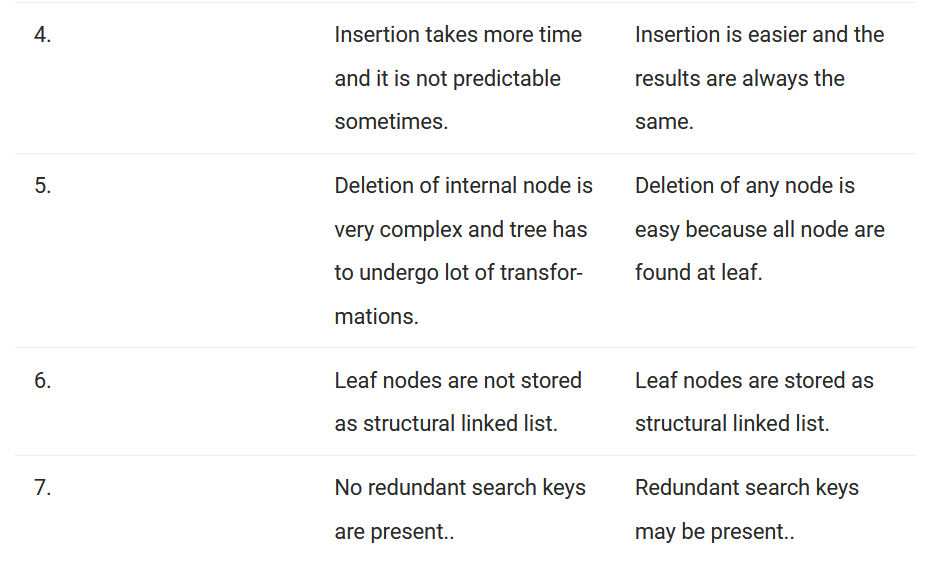 4.
Insertion takes more time
and it is not predictable
sometimes.
Insertion is easier and the
results are always the
same.
5.
Deletion of internal node is
very complex and tree has
to undergo lot of transfor-
mations.
Deletion of any node is
easy because all node are
found at leaf.
6.
Leaf nodes are not stored
as structural linked list.
Leaf nodes are stored as
structural linked list.
7.
No redundant search keys
are present..
Redundant search keys
may be present..